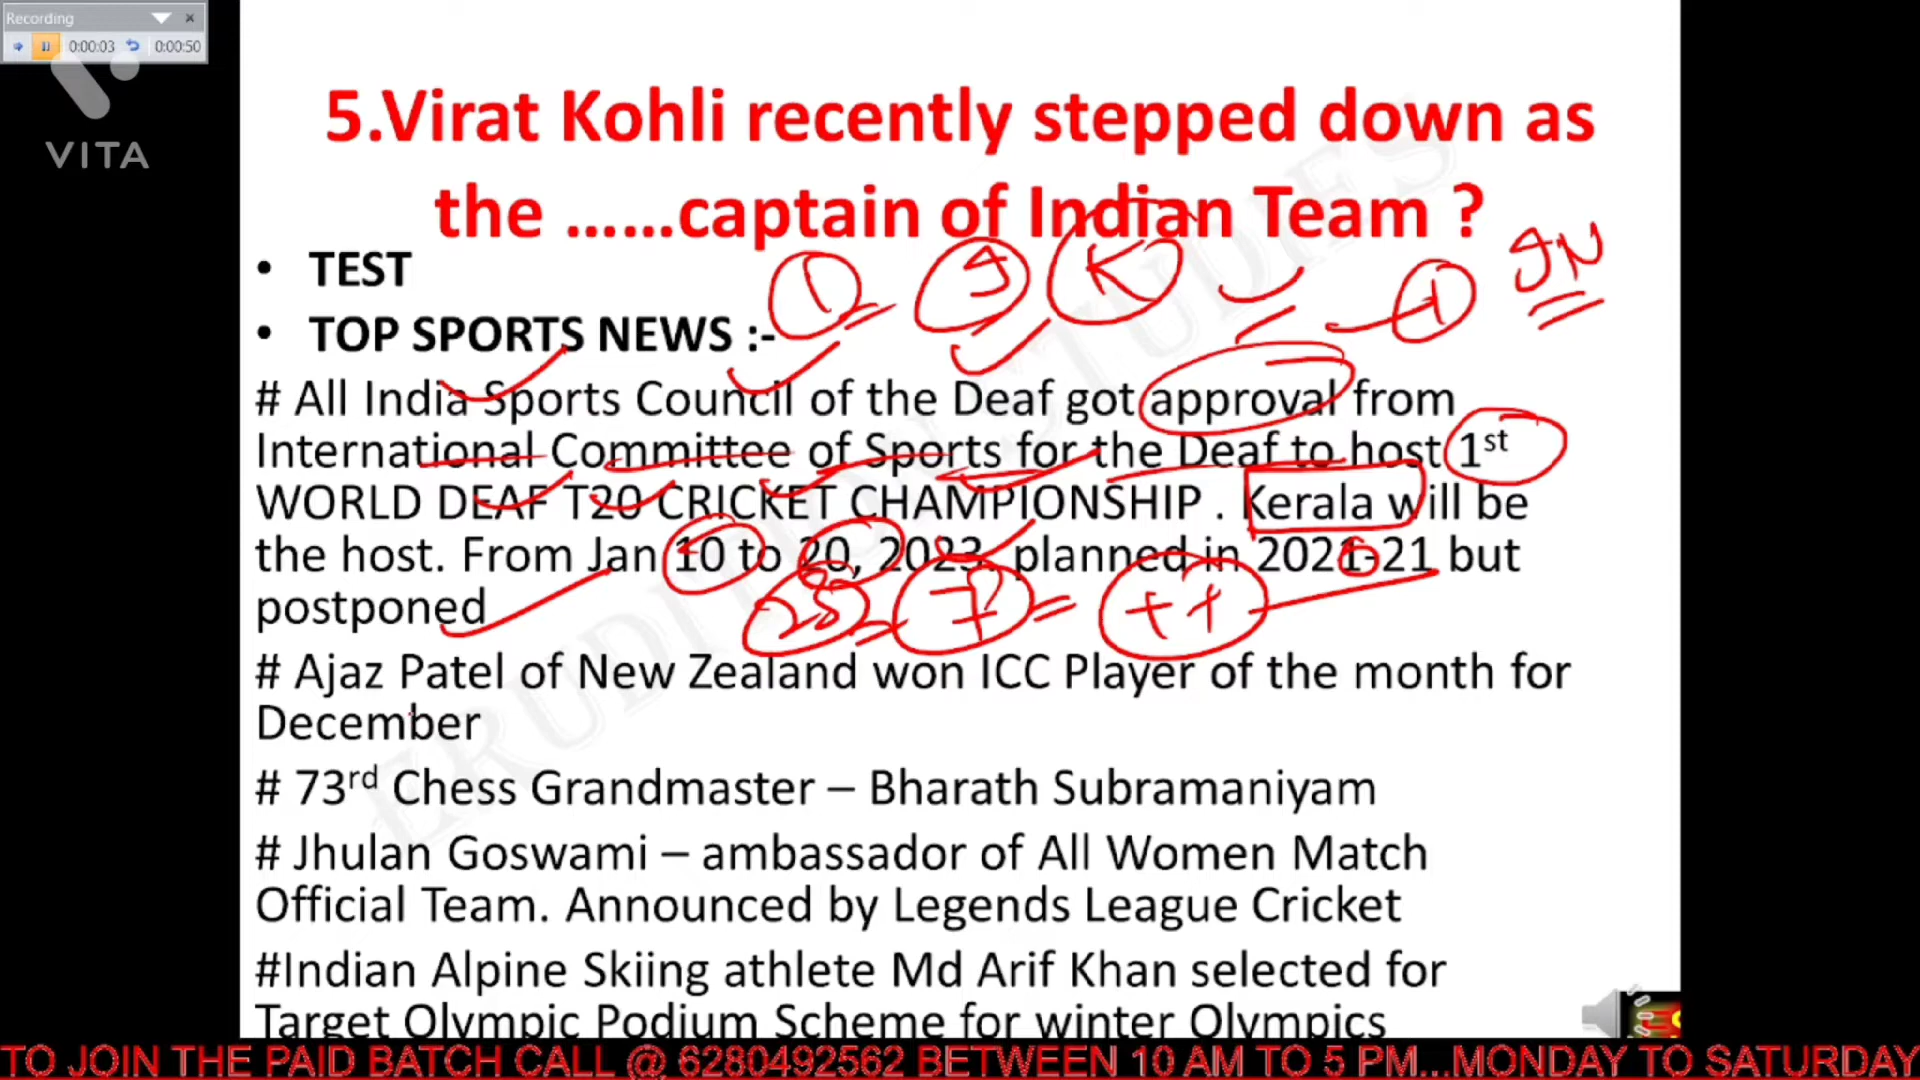 Recording
0:00:03 0:00:50
VITA
5.Virat Kohli recently stepped down as
the ……captain of Indian Team ?
• TEST
• TOP SPORTS NEWS :-
# All India Sports Council of the Deaf got approval from
International Committee of Sports for the Deaf to host 1st
WORLD DEAF T20 CRICKET CHAMPIONSHIP . Kerala will be
the host. From Jan 10 to 20, 2023. planned in 2021-21 but
postponed
# Ajaz Patel of New Zealand won ICC Player of the month for
December
# 73rd Chess Grandmaster – Bharath Subramaniyam
# Jhulan Goswami – ambassador of All Women Match
Official Team. Announced by Legends League Cricket
#Indian Alpine Skiing athlete Md Arif Khan selected for
Target Olympic Podium Scheme for winter Olympics
TO JOIN THE PAID BATCH CALL @ 6280492562 BETWEEN 10 AM TO 5 PM...MONDAY TO SATURDAY